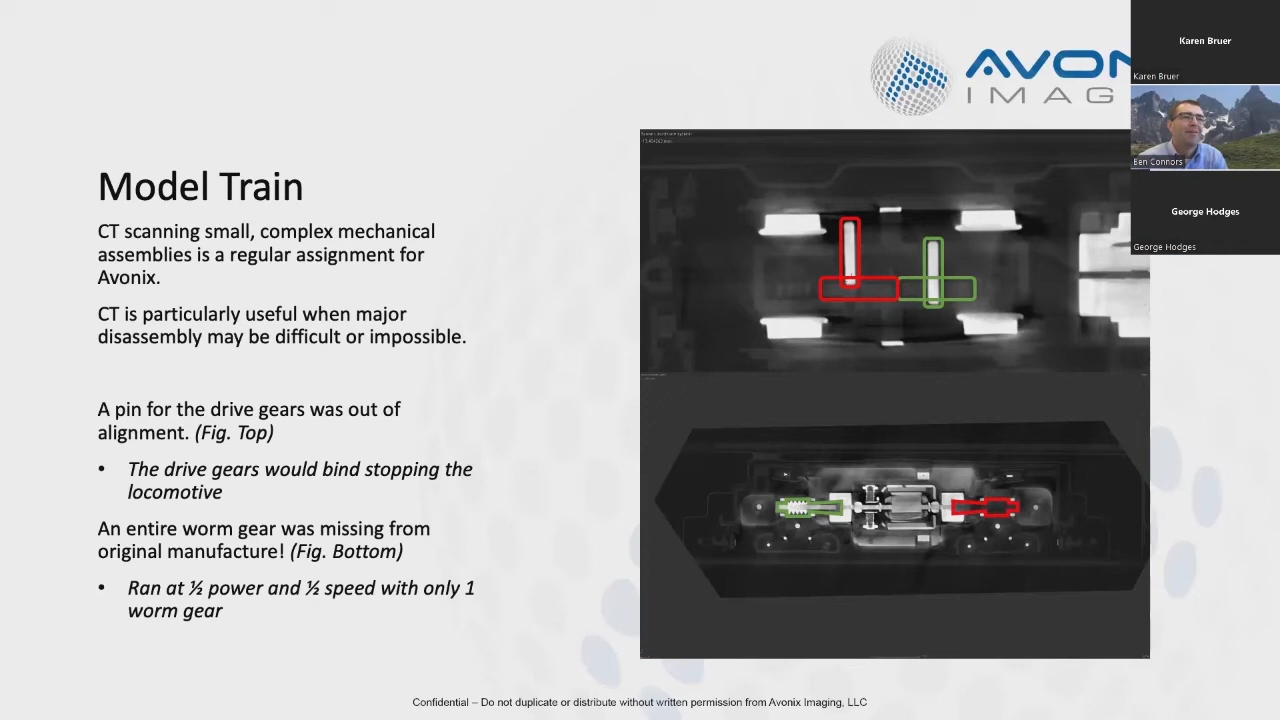 AVON
IMAG
Karen Bruer
Karen Bruer
Ben Connors
George Hodges
George Hodges
Model Train
CT scanning small, complex mechanical
assemblies is a regular assignment for
Avonix.
CT is particularly useful when major
disassembly may be difficult or impossible.
A pin for the drive gears was out of
alignment. (Fig. Top)
• The drive gears would bind stopping the
locomotive
An entire worm gear was missing from
original manufacture! (Fig. Bottom)
• Ran at ½ power and ½ speed with only 1
worm gear
Confidential – Do not duplicate or distribute without written permission from Avonix Imaging, LLC